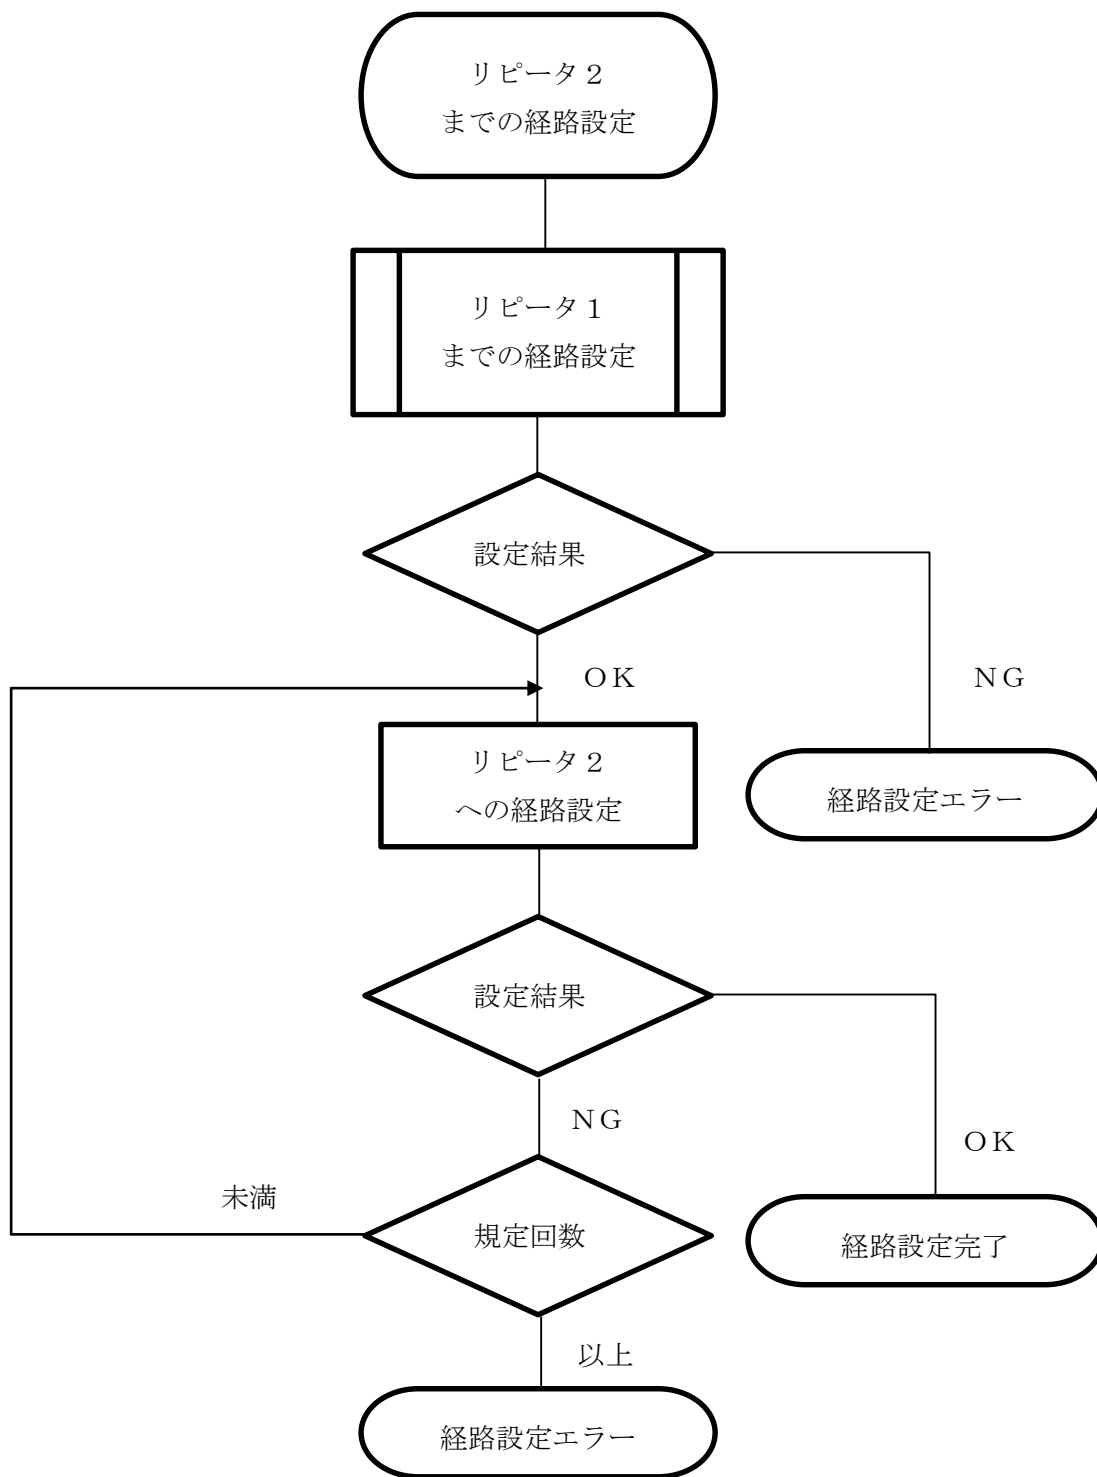 リピータ２
までの経路設定
リピータ１
までの経路設定
設定結果
ＯＫ
ＮＧ
リピータ２
への経路設定
経路設定エラー
設定結果
ＮＧ
ＯＫ
未満
規定回数
経路設定完了
以上
経路設定エラー